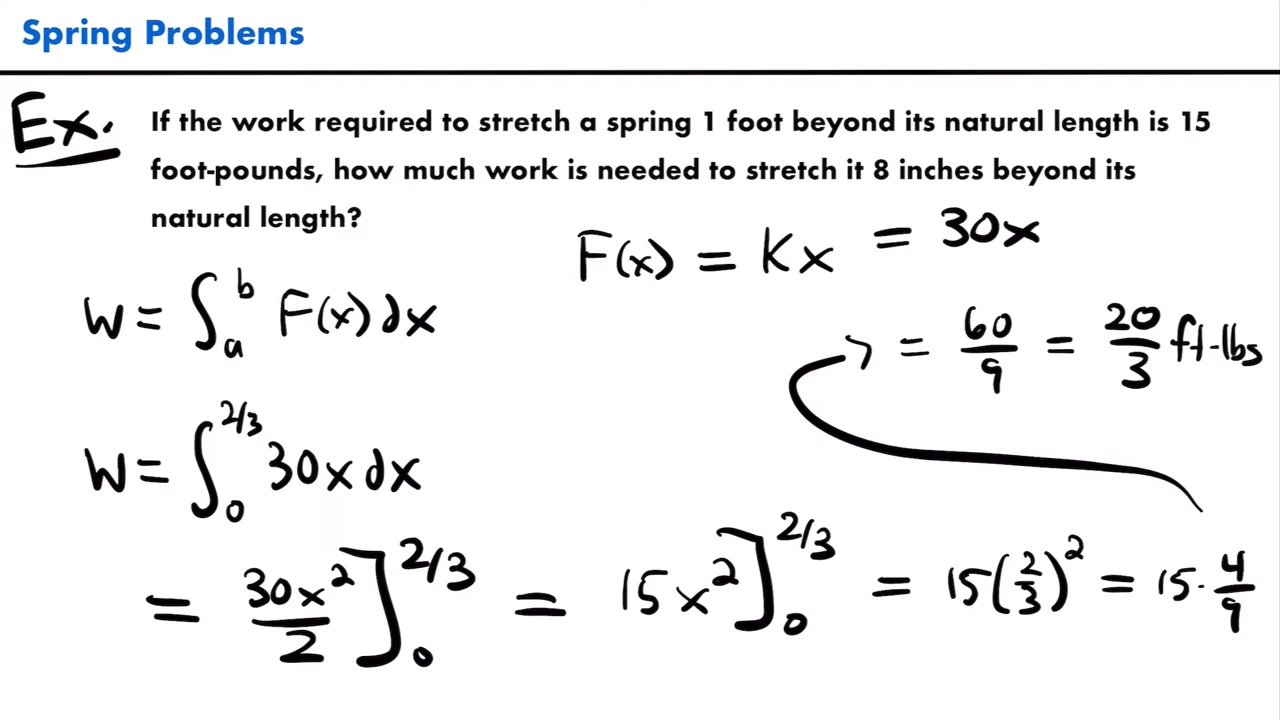 Spring Problems
Ex. If the work required to stretch a spring 1 foot beyond its natural length is 15
foot-pounds, how much work is needed to stretch it 8 inches beyond its
natural length?
F(x) = Kx = 30x
W = ∫_a^b F(x) dx
= 60/9 = 20/3 ft-lbs
W = ∫_0^{2/3} 30x dx
= 30x²/2 ]_0^{2/3} = 15x² ]_0^{2/3} = 15(2/3)² = 15 · 4/9